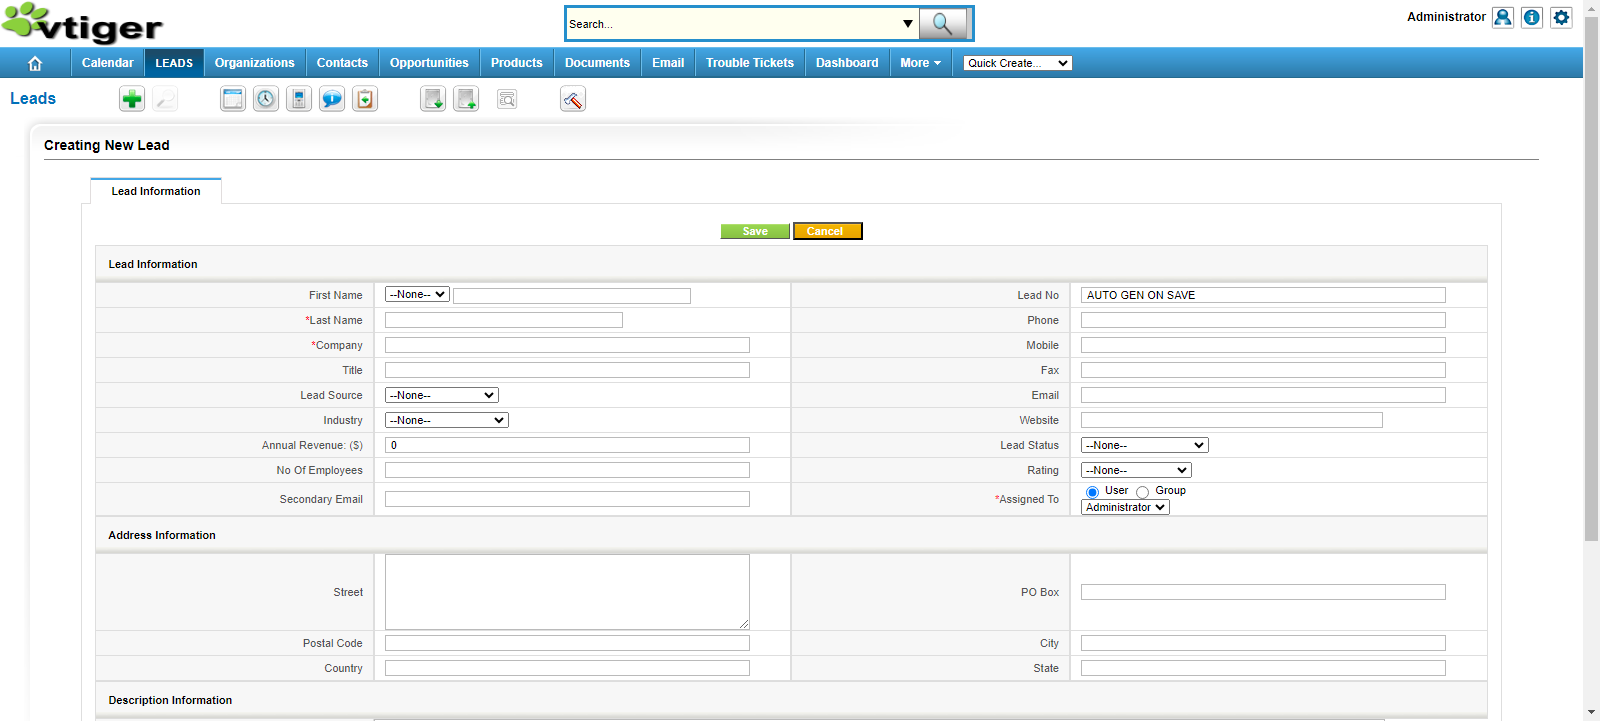 vtiger
Search...
Administrator
Calendar LEADS Organizations Contacts Opportunities Products Documents Email Trouble Tickets Dashboard More Quick Create...
Leads
Creating New Lead
Lead Information
Save Cancel
Lead Information
First Name --None-- Lead No AUTO GEN ON SAVE
*Last Name Phone
*Company Mobile
Title Fax
Lead Source --None-- Email
Industry --None-- Website
Annual Revenue: ($) 0 Lead Status --None--
No Of Employees Rating --None--
Secondary Email *Assigned To User Group
Administrator
Address Information
Street PO Box
Postal Code City
Country State
Description Information